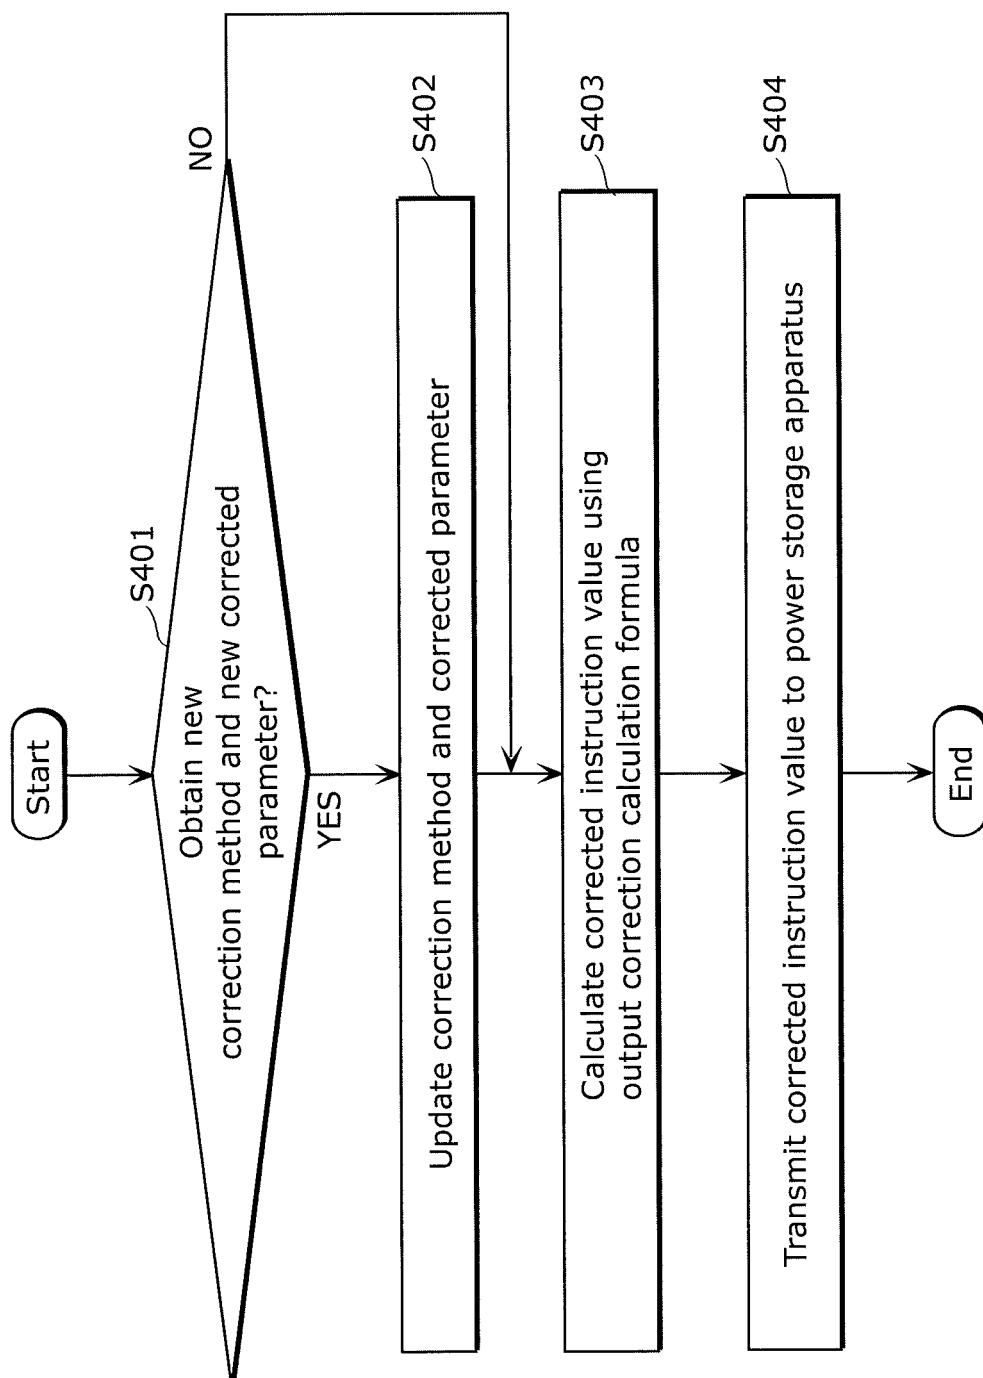 Start
S401
Obtain new
correction method and new corrected
parameter?
NO
YES
S402
Update correction method and corrected parameter
S403
Calculate corrected instruction value using
output correction calculation formula
S404
Transmit corrected instruction value to power storage apparatus
End